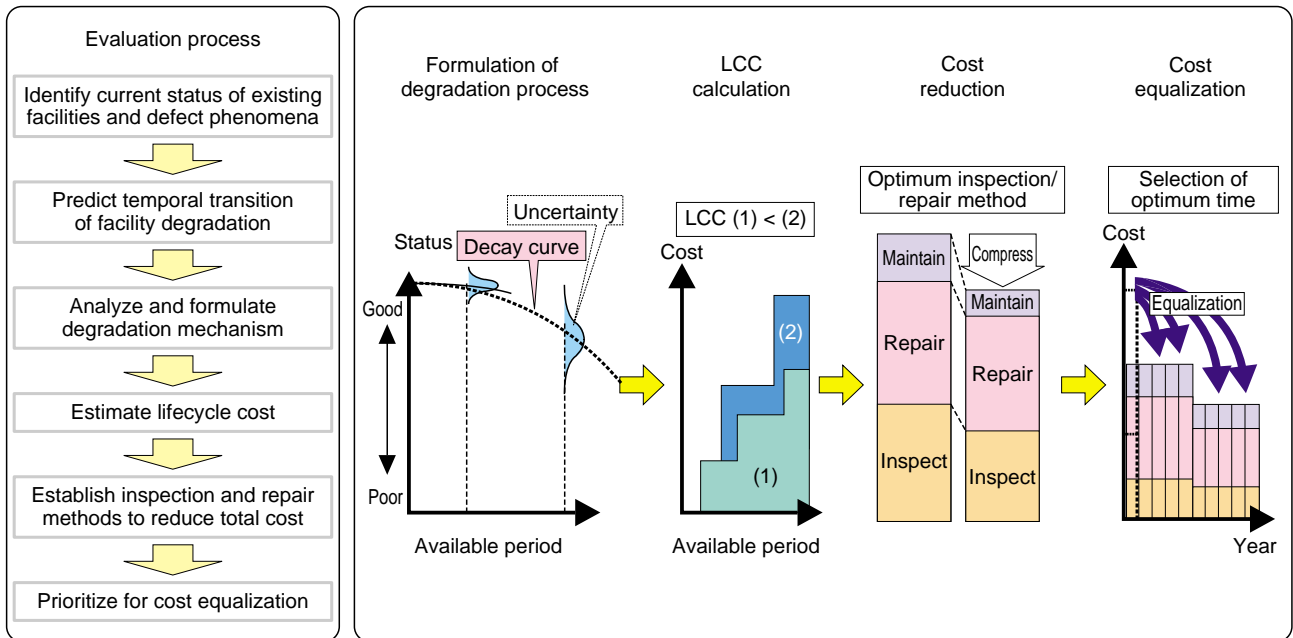 Evaluation process
Identify current status of existing
facilities and defect phenomena
Predict temporal transition
of facility degradation
Analyze and formulate
degradation mechanism
Estimate lifecycle cost
Establish inspection and repair
methods to reduce total cost
Prioritize for cost equalization
Formulation of
degradation process
Uncertainty
Status
Decay curve
Good
Poor
Available period
LCC
calculation
LCC (1) < (2)
Cost
(2)
(1)
Available period
Cost
reduction
Optimum inspection/
repair method
Maintain
Compress
Maintain
Repair
Repair
Inspect
Inspect
Cost
equalization
Selection of
optimum time
Cost
Equalization
Year